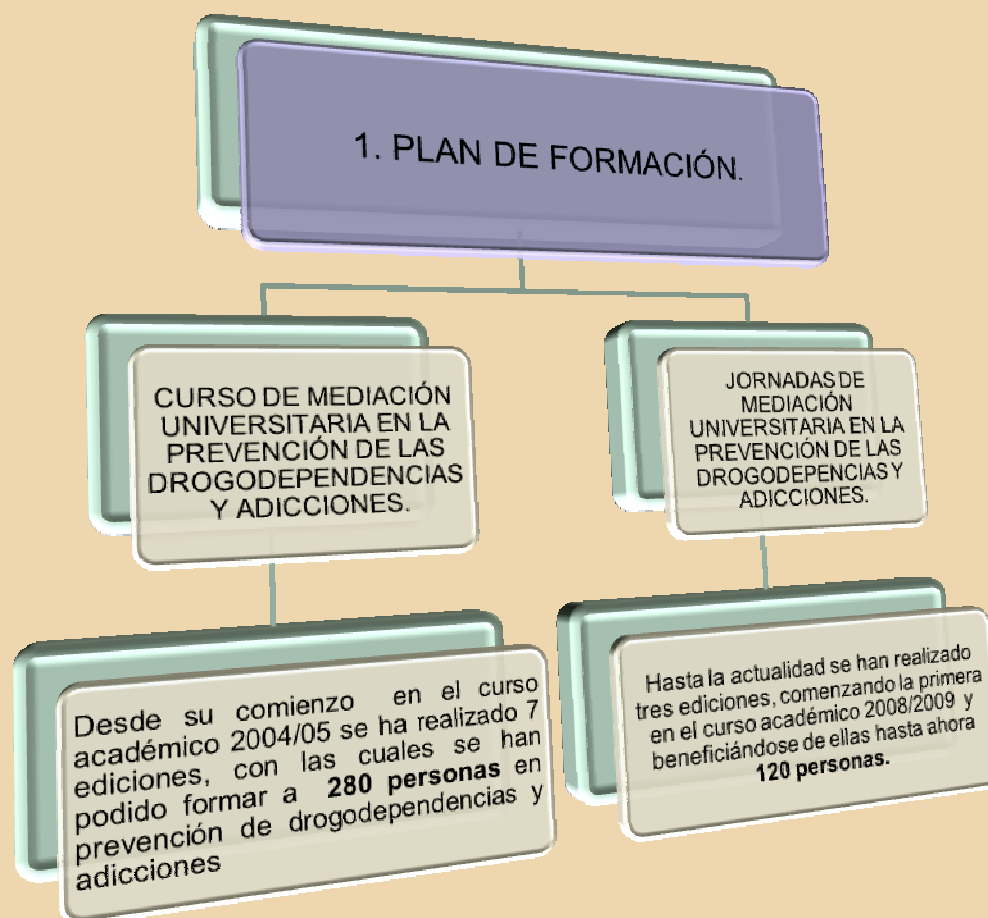 1. PLAN DE FORMACIÓN.
CURSO DE MEDIACIÓN
UNIVERSITARIA EN LA
PREVENCIÓN DE LAS
DROGODEPENDENCIAS
Y ADICCIONES.
JORNADAS DE
MEDIACIÓN
UNIVERSITARIA EN LA
PREVENCIÓN DE LAS
DROGODEPENCIAS Y
ADICCIONES.
Desde su comienzo en el curso
académico 2004/05 se ha realizado 7
ediciones, con las cuales se han
podido formar a 280 personas en
prevención de drogodependencias y
adicciones
Hasta la actualidad se han realizado
tres ediciones, comenzando la primera
en el curso académico 2008/2009 y
beneficiándose de ellas hasta ahora
120 personas.